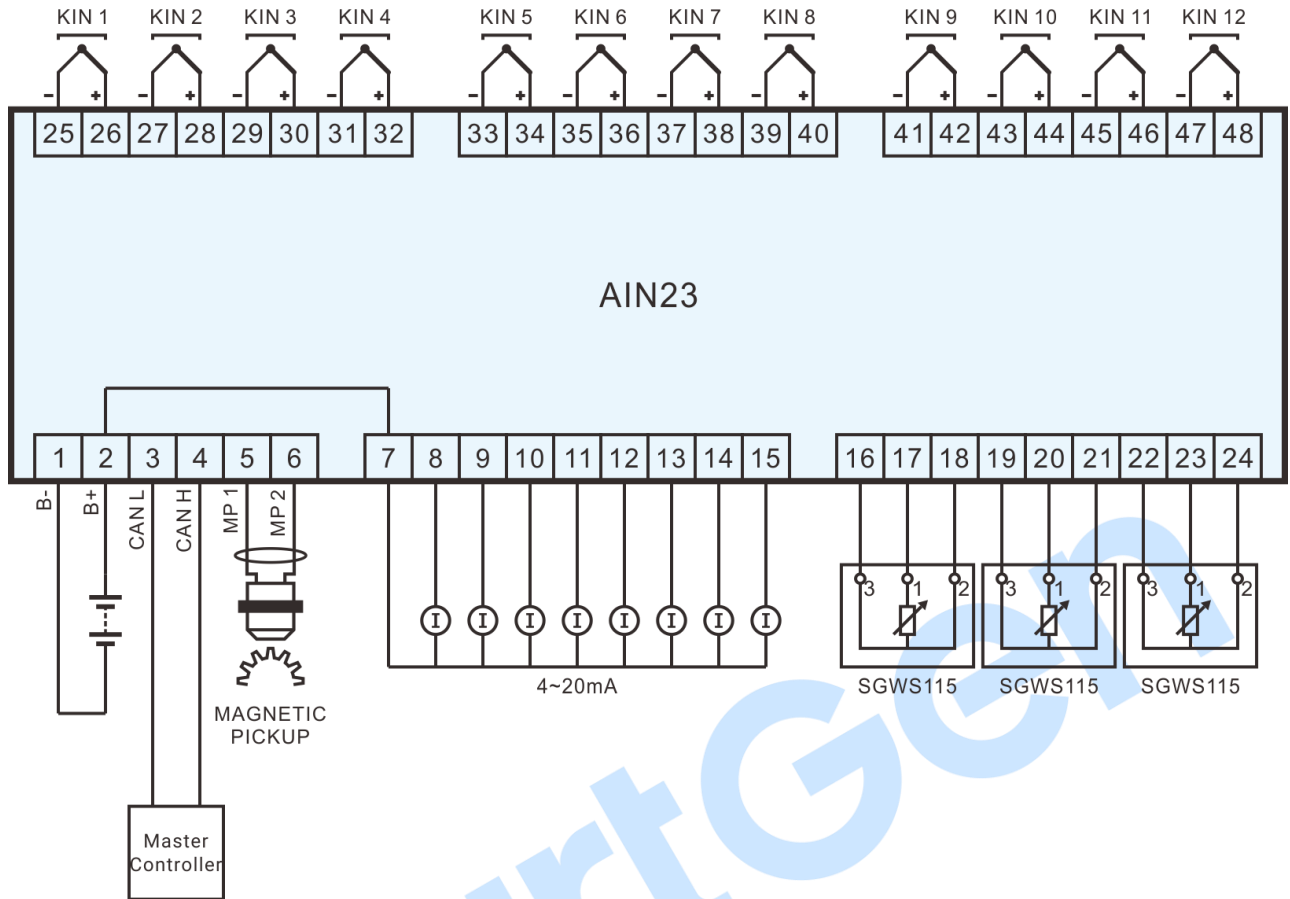 KIN 1 KIN 2 KIN 3 KIN 4 KIN 5 KIN 6 KIN 7 KIN 8 KIN 9 KIN 10 KIN 11 KIN 12
- + - + - + - + - + - + - + - + - + - + - + - +
25 26 27 28 29 30 31 32 33 34 35 36 37 38 39 40 41 42 43 44 45 46 47 48
AIN23
1 2 3 4 5 6 7 8 9 10 11 12 13 14 15 16 17 18 19 20 21 22 23 24
B- B+ CAN L CAN H MP 1 MP 2
3 1 2 3 1 2 3 1 2
I I I I I I I I
4~20mA
SGWS115 SGWS115 SGWS115
MAGNETIC
PICKUP
Master
Controller
rtGen